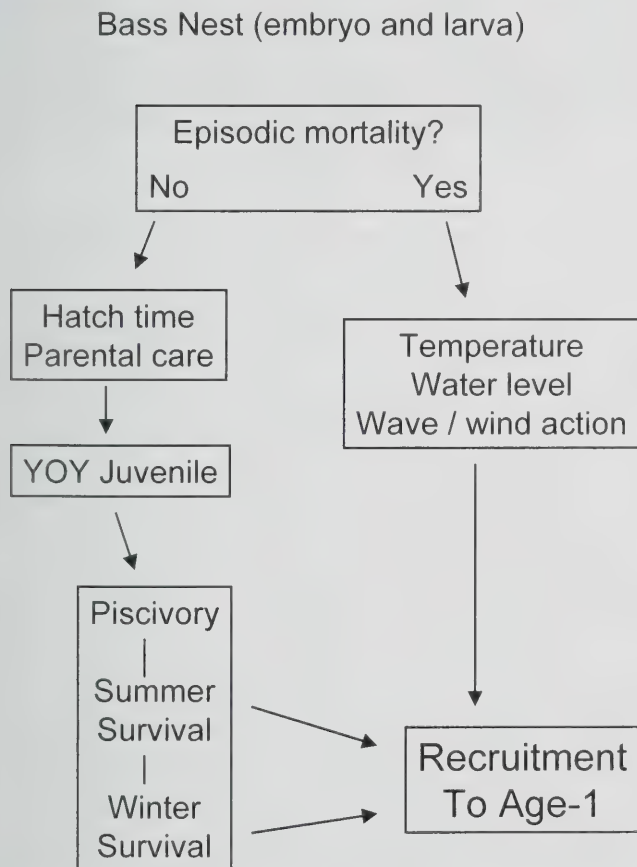 Bass Nest (embryo and larva)
Episodic mortality?
No Yes
Hatch time
Parental care
Temperature
Water level
Wave / wind action
YOY Juvenile
Piscivory
Summer
Survival
Winter
Survival
Recruitment
To Age-1